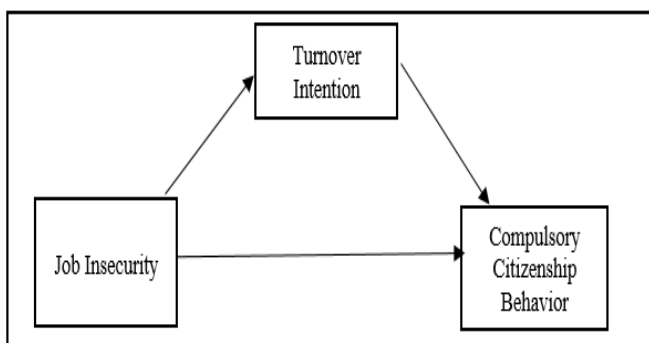 Turnover
Intention
Job Insecurity
Compulsory
Citizenship
Behavior